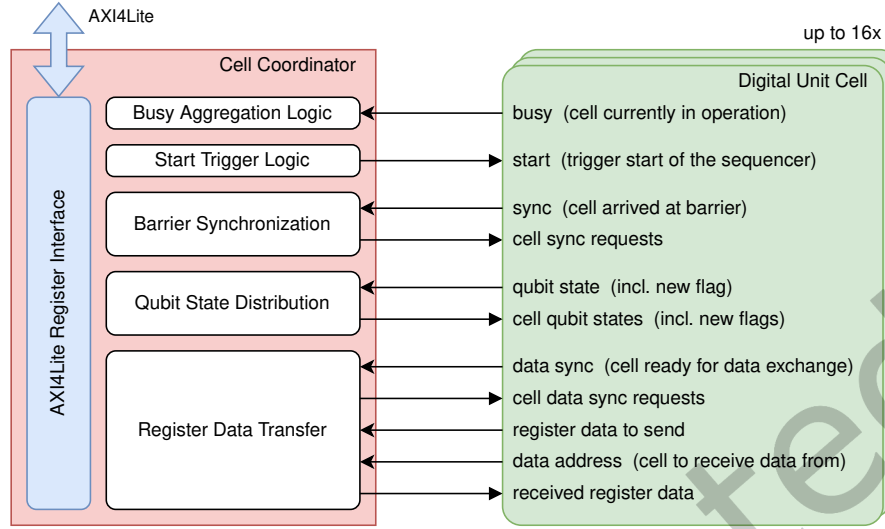 AXI4Lite
up to 16x
Cell Coordinator
Digital Unit Cell
AXI4Lite Register Interface
Busy Aggregation Logic
busy (cell currently in operation)
Start Trigger Logic
start (trigger start of the sequencer)
Barrier Synchronization
sync (cell arrived at barrier)
cell sync requests
Qubit State Distribution
qubit state (incl. new flag)
cell qubit states (incl. new flags)
Register Data Transfer
data sync (cell ready for data exchange)
cell data sync requests
register data to send
data address (cell to receive data from)
received register data